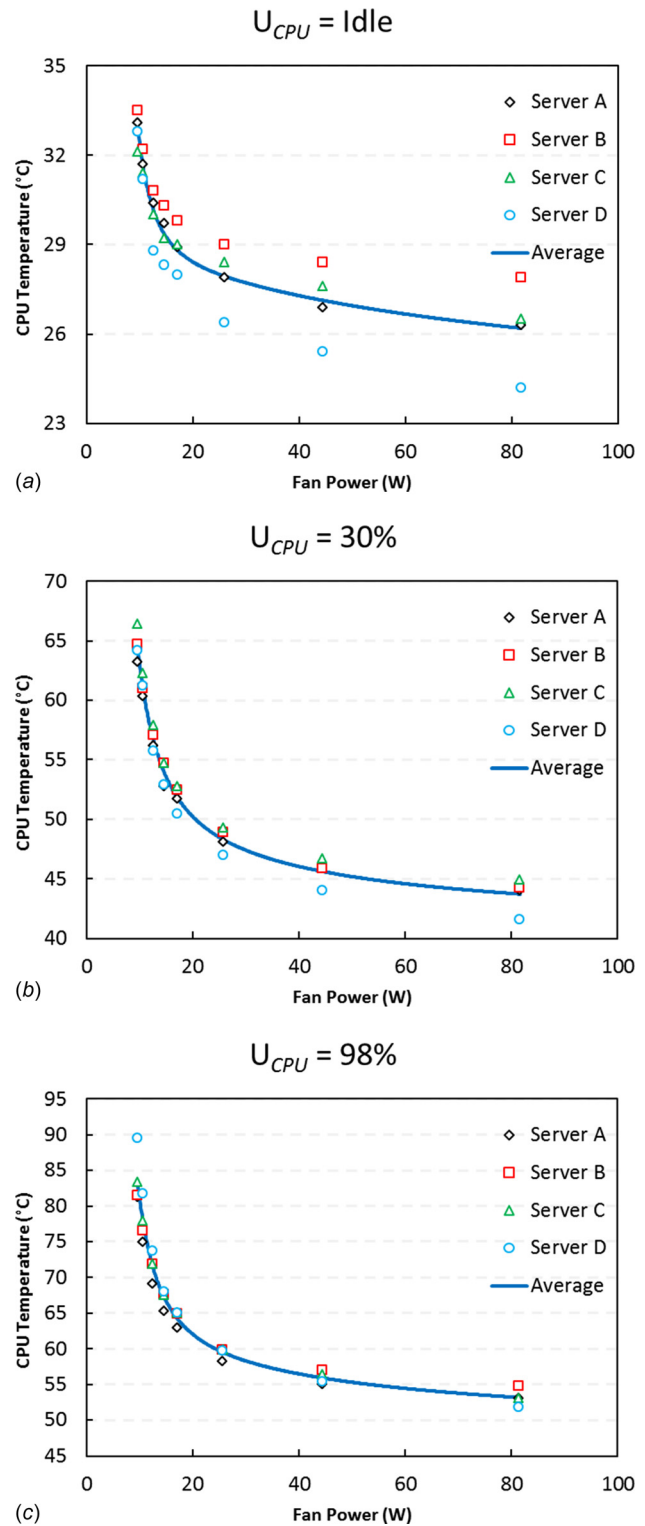 U_CPU = Idle
35
32
29
26
23
CPU Temperature (°C)
Server A
Server B
Server C
Server D
Average
0 20 40 60 80 100
Fan Power (W)
(a)
U_CPU = 30%
70
65
60
55
50
45
40
CPU Temperature (°C)
Server A
Server B
Server C
Server D
Average
0 20 40 60 80 100
Fan Power (W)
(b)
U_CPU = 98%
95
90
85
80
75
70
65
60
55
50
45
CPU Temperature (°C)
Server A
Server B
Server C
Server D
Average
0 20 40 60 80 100
Fan Power (W)
(c)